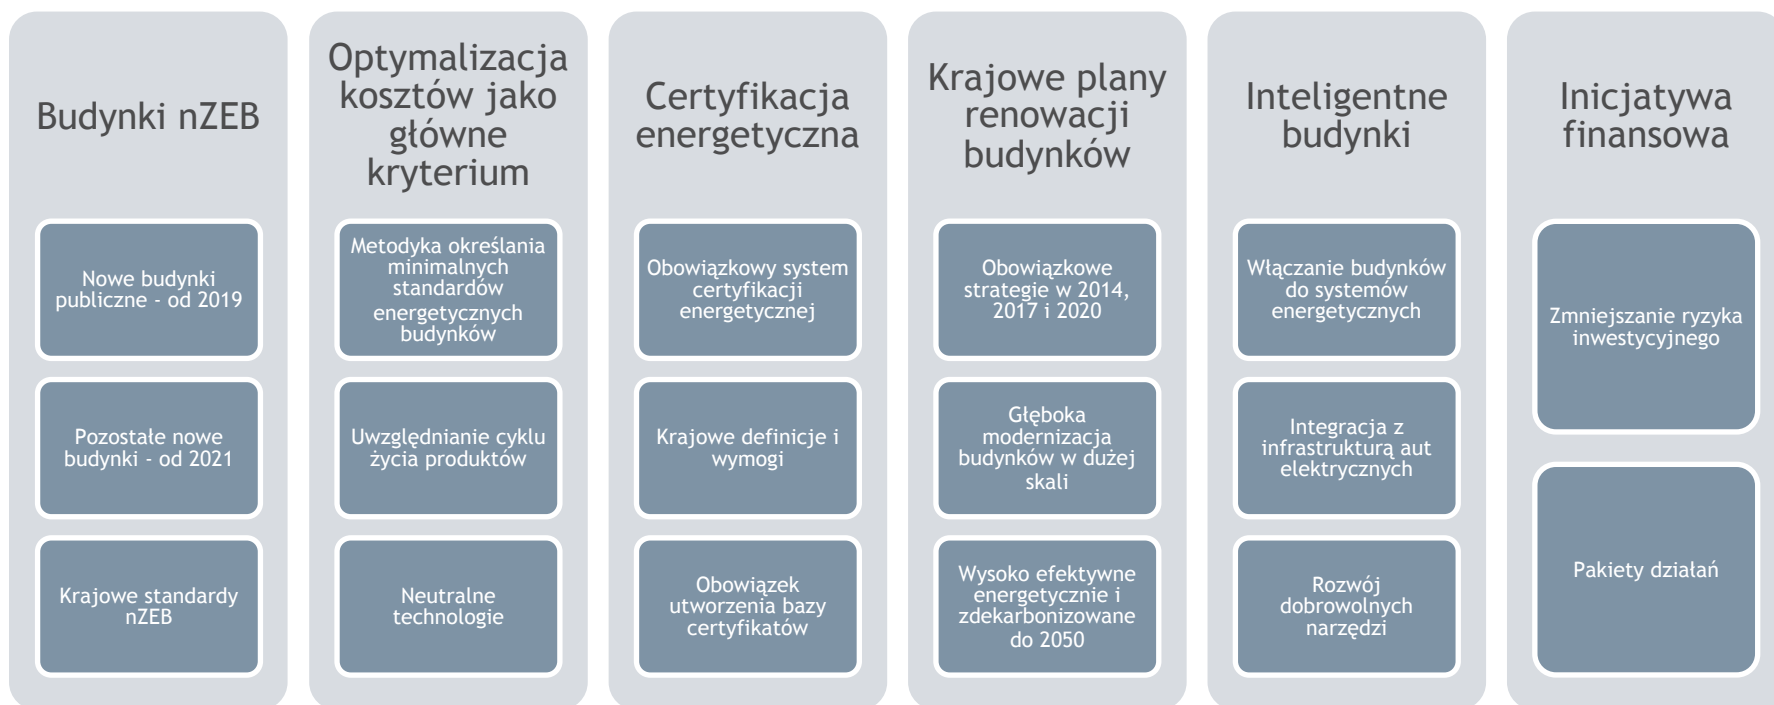 Budynki nZEB
Nowe budynki
publiczne - od 2019
Pozostałe nowe
budynki - od 2021
Krajowe standardy
nZEB
Optymalizacja
kosztów jako
główne
kryterium
Metodyka określania
minimalnych
standardów
energetycznych
budynków
Uwzględnianie cyklu
życia produktów
Neutralne
technologie
Certyfikacja
energetyczna
Obowiązkowy system
certyfikacji
energetycznej
Krajowe definicje i
wymogi
Obowiązek
utworzenia bazy
certyfikatów
Krajowe plany
renowacji
budynków
Obowiązkowe
strategie w 2014,
2017 i 2020
Głęboka
modernizacja
budynków w dużej
skali
Wysoko efektywne
energetycznie i
zdekarbonizowane
do 2050
Inteligentne
budynki
Włączanie budynków
do systemów
energetycznych
Integracja z
infrastrukturą aut
elektrycznych
Rozwój
dobrowolnych
narzędzi
Inicjatywa
finansowa
Zmniejszanie ryzyka
inwestycyjnego
Pakiety działań